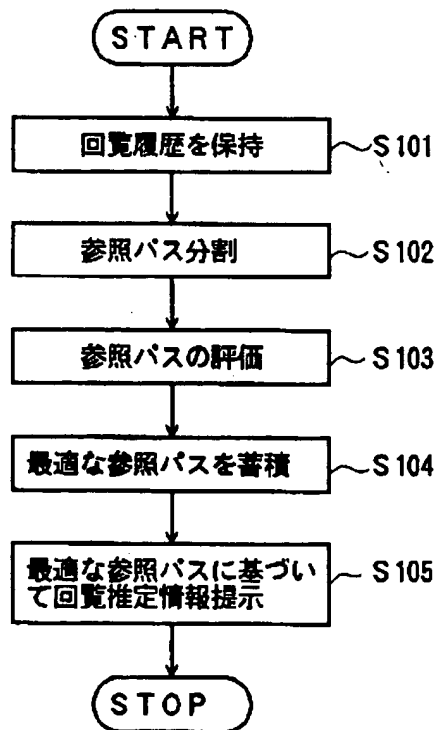 START
回覧履歴を保持
S101
参照パス分割
S102
参照パスの評価
S103
最適な参照パスを蓄積
S104
最適な参照パスに基づい
て回覧推定情報提示
S105
STOP